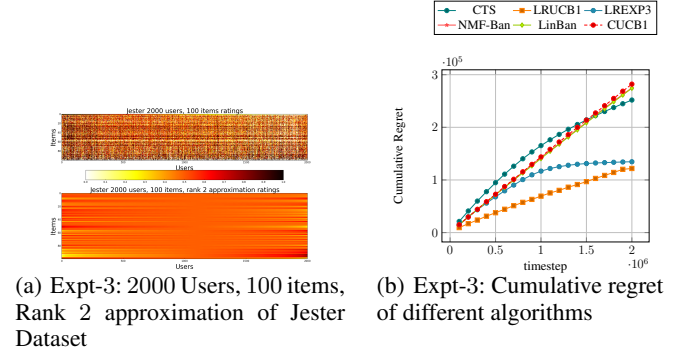 CTS LRUCB1 LREXP3
NMF-Ban LinBan CUCB1
Jester 2000 users, 100 items ratings
Items
Users
Jester 2000 users, 100 items, rank 2 approximation ratings
Items
Users
·10^5
3
2
1
0
Cumulative Regret
0 0.5 1 1.5 2
timestep ·10^6
(a) Expt-3: 2000 Users, 100 items,
Rank 2 approximation of Jester
Dataset
(b) Expt-3: Cumulative regret
of different algorithms